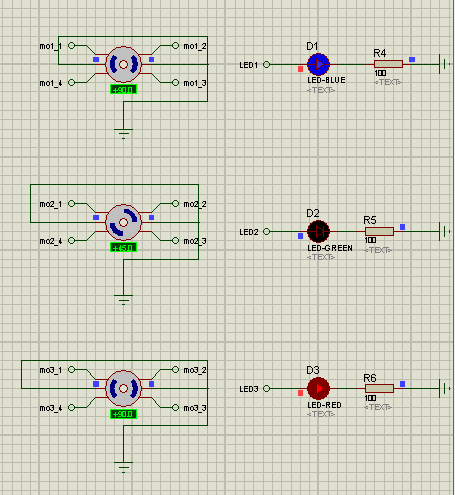 mo1_1 mo1_2
mo1_4 mo1_3
+90.0
LED1 D1 R4
LED-BLUE 100
<TEXT> <TEXT>
mo2_1 mo2_2
mo2_4 mo2_3
+45.0
LED2 D2 R5
LED-GREEN 100
<TEXT> <TEXT>
mo3_1 mo3_2
mo3_4 mo3_3
+90.0
LED3 D3 R6
LED-RED 100
<TEXT> <TEXT>